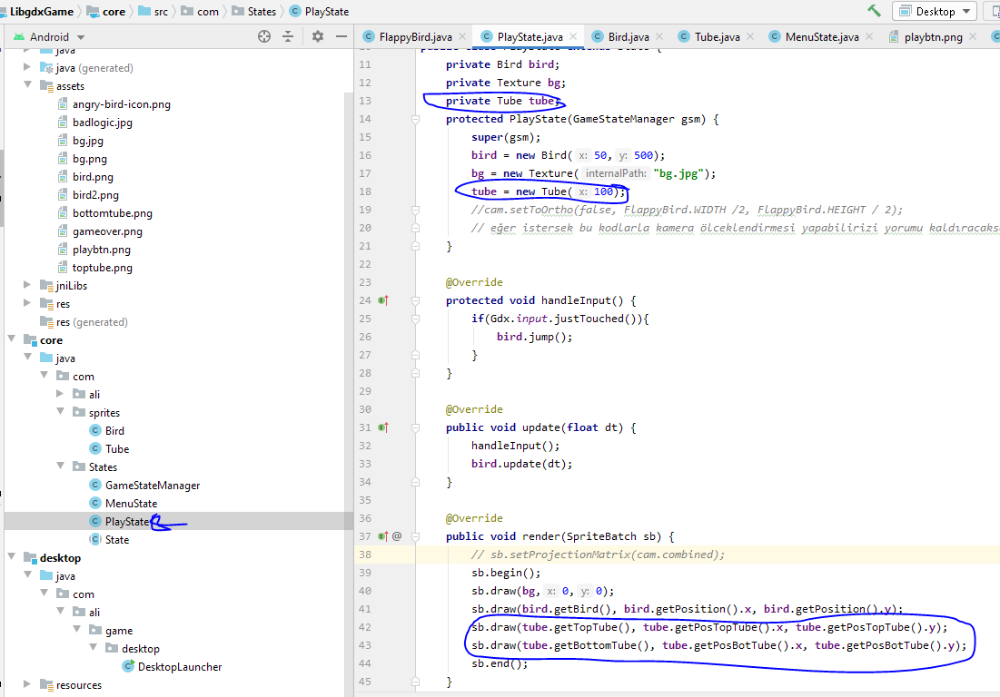 LibgdxGame core src com States PlayState Desktop
Android FlappyBird.java PlayState.java Bird.java Tube.java MenuState.java playbtn.png
java
java (generated)
assets
angry-bird-icon.png
badlogic.jpg
bg.jpg
bg.png
bird.png
bird2.png
bottomtube.png
gameover.png
playbtn.png
toptube.png
jniLibs
res
res (generated)
core
java
com
ali
sprites
Bird
Tube
States
GameStateManager
MenuState
PlayState
State
desktop
java
com
ali
game
desktop
DesktopLauncher
resources
11 private Bird bird;
12 private Texture bg;
13 private Tube tube;
14 protected PlayState(GameStateManager gsm) {
15 super(gsm);
16 bird = new Bird( x: 50, y: 500);
17 bg = new Texture( internalPath: "bg.jpg");
18 tube = new Tube( x: 100);
19 //cam.setToOrtho(false, FlappyBird.WIDTH /2, FlappyBird.HEIGHT / 2);
20 // eğer istersek bu kodlarla kamera ölceklendirmesi yapabilirizi yorumu
21 }
22
23 @Override
24 protected void handleInput() {
25 if(Gdx.input.justTouched()){
26 bird.jump();
27 }
28 }
29
30 @Override
31 public void update(float dt) {
32 handleInput();
33 bird.update(dt);
34 }
35
36 @Override
37 @ public void render(SpriteBatch sb) {
38 // sb.setProjectionMatrix(cam.combined);
39 sb.begin();
40 sb.draw(bg, x: 0, y: 0);
41 sb.draw(bird.getBird(), bird.getPosition().x, bird.getPosition().y);
42 sb.draw(tube.getTopTube(), tube.getPosTopTube().x, tube.getPosTopTube().y);
43 sb.draw(tube.getBottomTube(), tube.getPosBotTube().x, tube.getPosBotTube().y);
44 sb.end();
45 }